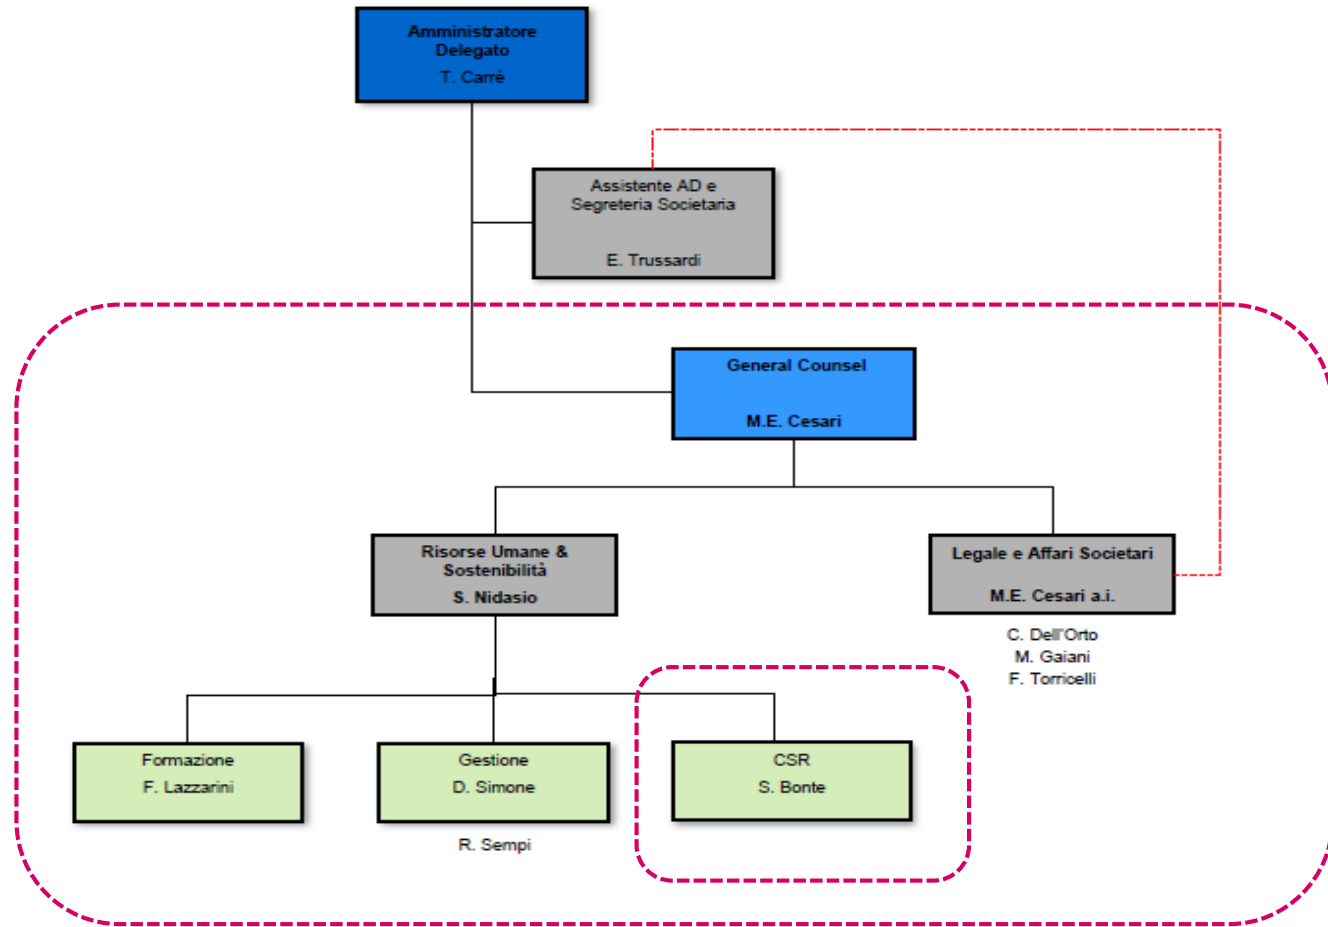 Amministratore
Delegato
T. Carré
Assistente AD e
Segreteria Societaria
E. Trussardi
General Counsel
M.E. Cesari
Risorse Umane &
Sostenibilità
S. Nidasio
Legale e Affari Societari
M.E. Cesari a.i.
C. Dell'Orto
M. Gaiani
F. Torricelli
Formazione
F. Lazzarini
Gestione
D. Simone
R. Sempi
CSR
S. Bonte